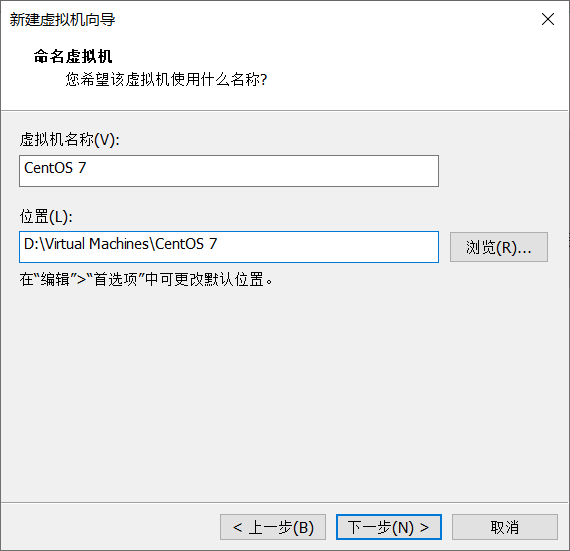 新建虚拟机向导
命名虚拟机
您希望该虚拟机使用什么名称?
虚拟机名称(V):
CentOS 7
位置(L):
D:\Virtual Machines\CentOS 7
浏览(R)...
在“编辑”>“首选项”中可更改默认位置。
< 上一步(B)
下一步(N) >
取消